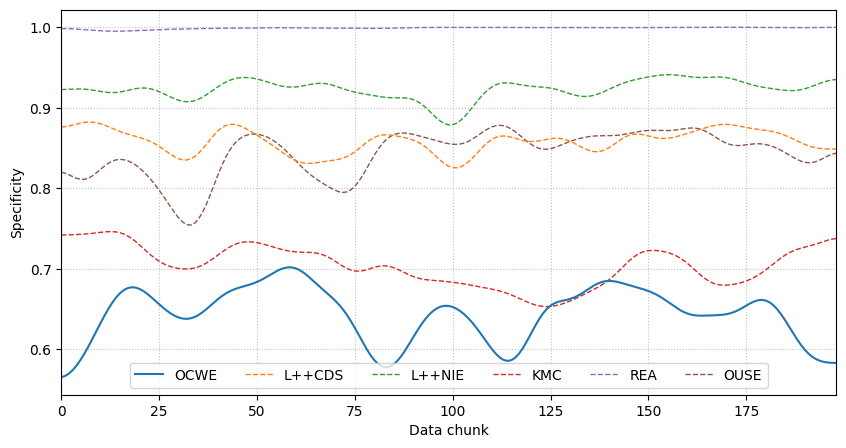 1.0
0.9
0.8
0.7
0.6
Specificity
OCWE L++CDS L++NIE KMC REA OUSE
0 25 50 75 100 125 150 175
Data chunk